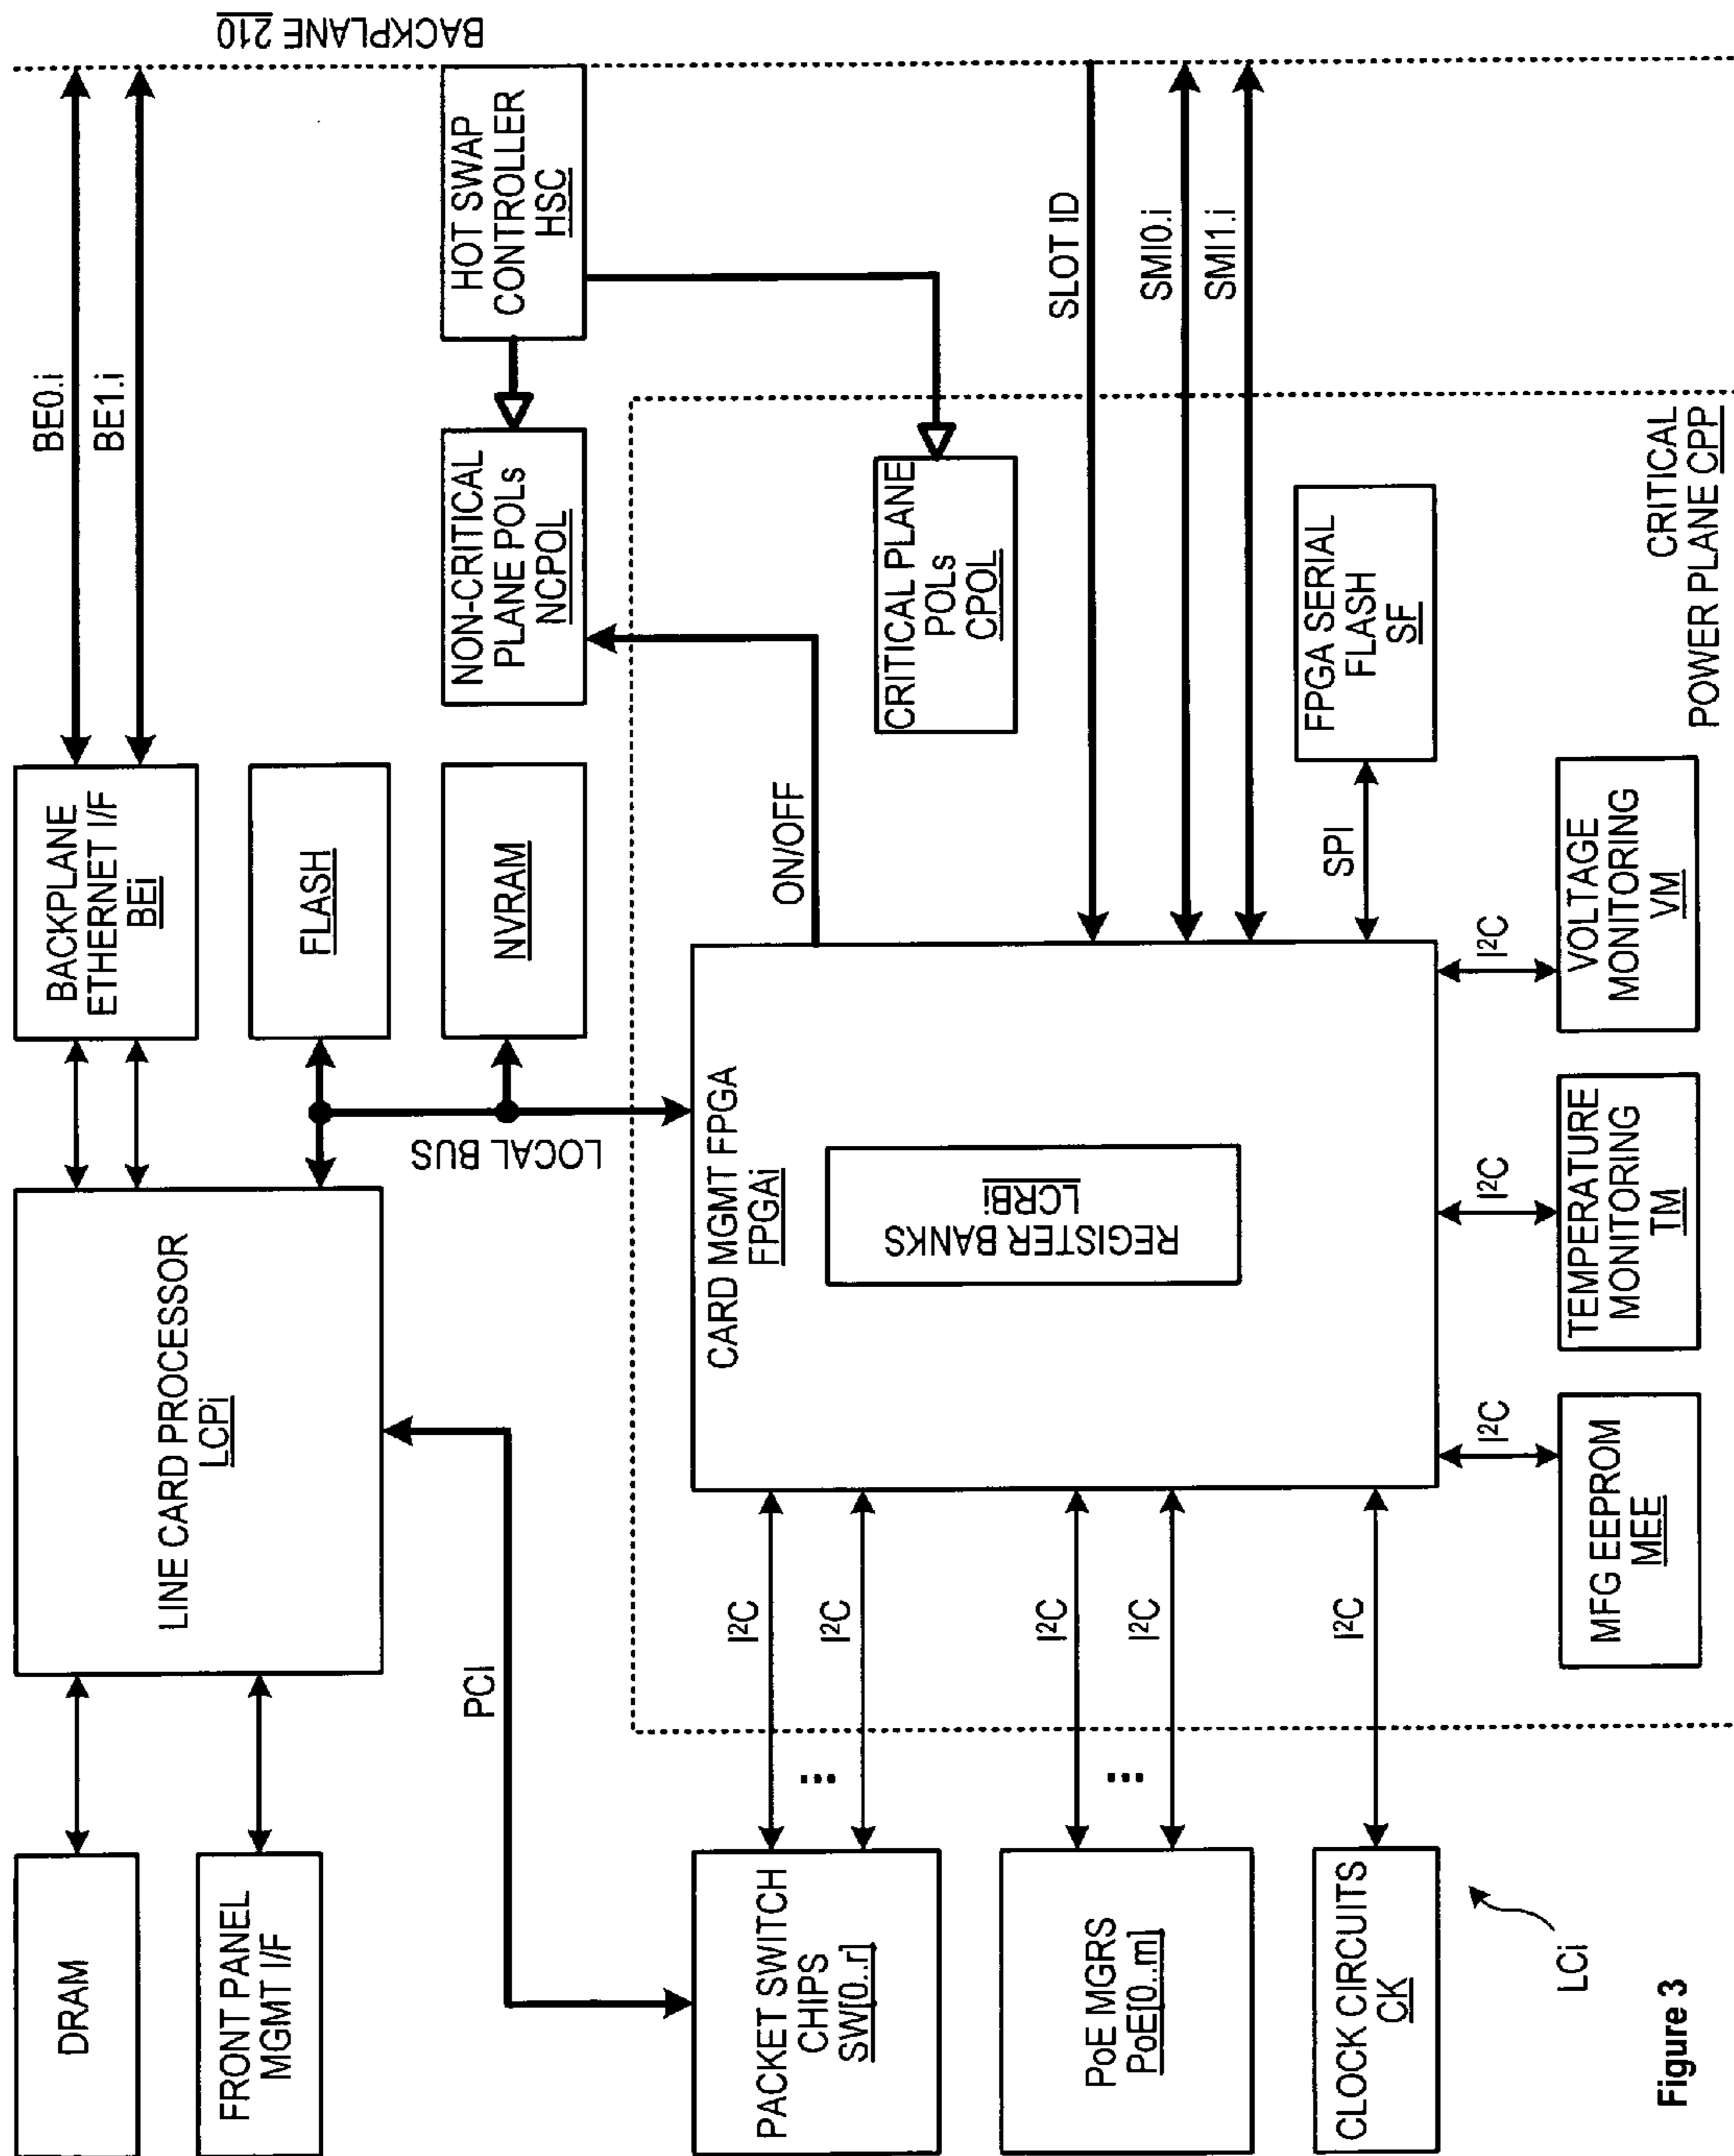 DRAM
FRONT PANEL
MGMT I/F
LINE CARD PROCESSOR
LCPi
BACKPLANE
ETHERNET I/F
BEi
BE0.i
BE1.i
BACKPLANE 210
FLASH
NVRAM
LOCAL BUS
PCI
NON-CRITICAL
PLANE POLs
NCPOL
HOT SWAP
CONTROLLER
HSC
ON/OFF
CRITICAL PLANE
POLs
CPOL
PACKET SWITCH
CHIPS
SW[0..r]
I²C
...
I²C
PoE MGRS
PoE[0..m]
I²C
...
I²C
CLOCK CIRCUITS
CK
I²C
CARD MGMT FPGA
FPGAi
REGISTER BANKS
LCRBi
SLOT ID
SMI0.i
SMI1.i
SPI
FPGA SERIAL
FLASH
SF
I²C
I²C
I²C
MFG EEPROM
MEE
TEMPERATURE
MONITORING
TM
VOLTAGE
MONITORING
VM
CRITICAL
POWER PLANE CPP
LCi
Figure 3